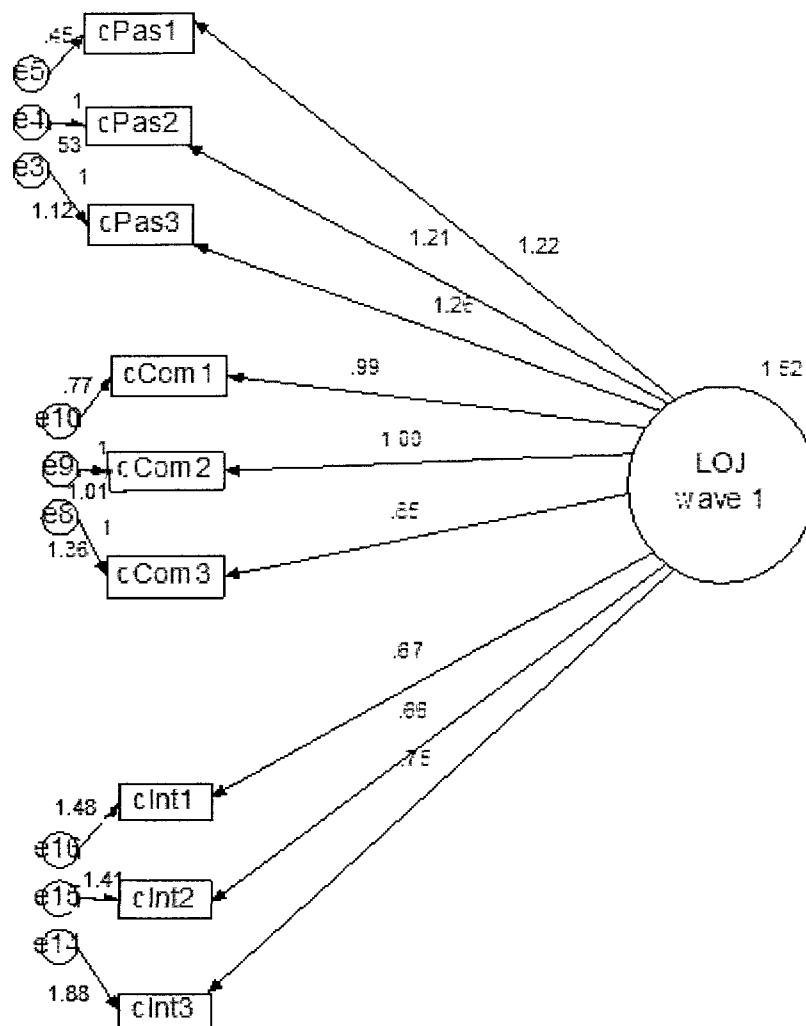 cPas1
.45
e5
1
e4
cPas2
53
e3
1
1.12
cPas3
1.21
1.22
1.26
.77
cCom1
.99
1.52
e10
1
e9
cCom2
1.00
LOJ
wave 1
1.01
e8
1
.85
1.36
cCom3
.67
.66
.75
1.48
cInt1
e16
1.41
e15
cInt2
e14
1.88
cInt3